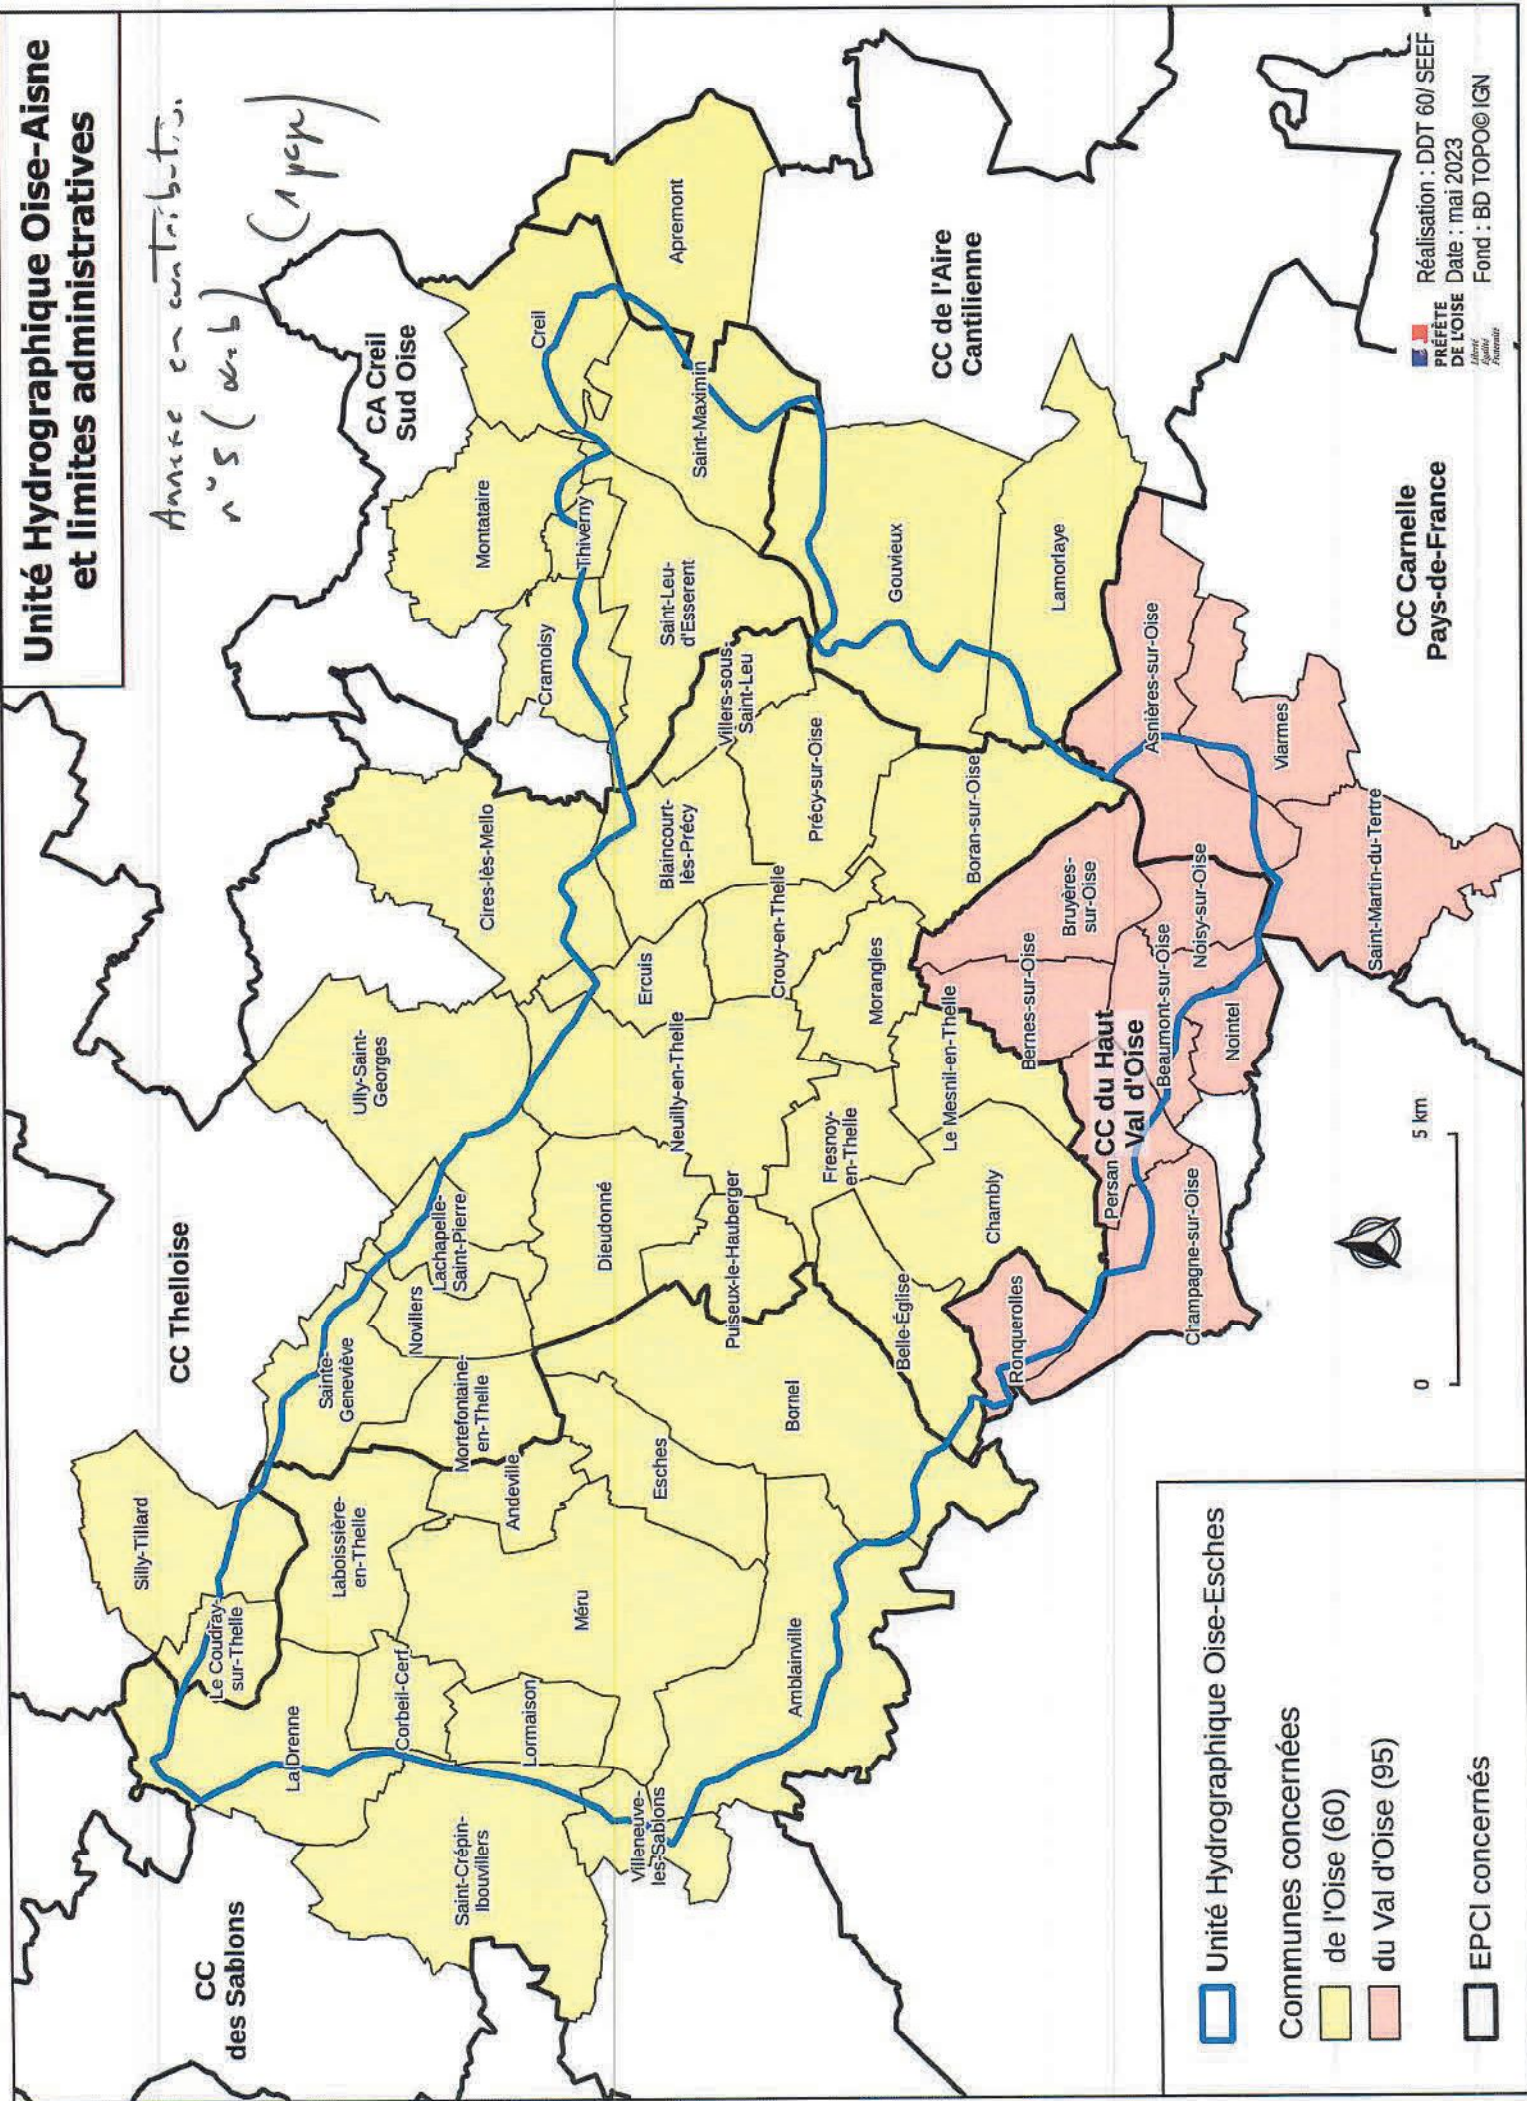 Unité Hydrographique Oise-Aisne
et limites administratives
n°5 (
CA Creil
Sud Oise
CC Thelloise
CC
des Sablons
CC de l'Aire
Cantilienne
CC Carnelle
Pays-de-France
CC du Haut-
Val d'Oise
Silly-Tillard
Le Coudray-
sur-Thelle
La Drenne
Sainte-
Geneviève
Laboissière-
en-Thelle
Corbeil-Cerf
Saint-Crépin-
Ibouvillers
Novillers
Lachapelle-
Saint-Pierre
Mortefontaine-
en-Thelle
Andeville
Lormaison
Méru
Villeneuve-
les-Sablons
Esches
Amblainville
Bornel
Ully-Saint-
Georges
Cires-lès-Mello
Dieudonné
Neuilly-en-Thelle
Ercuis
Puiseux-le-Hauberger
Fresnoy-
en-Thelle
Belle-Église
Chambly
Le Mesnil-en-Thelle
Morangles
Crouy-en-Thelle
Blaincourt-
lès-Précy
Précy-sur-Oise
Villers-sous-
Saint-Leu
Boran-sur-Oise
Cramoisy
Montataire
Thiverny
Creil
Saint-Leu-
d'Esserent
Saint-Maximin
Apremont
Gouvieux
Lamorlaye
Asnières-sur-Oise
Viarmes
Saint-Martin-du-Tertre
Noisy-sur-Oise
Bruyères-
sur-Oise
Bernes-sur-Oise
Beaumont-sur-Oise
Nointel
Persan
Champagne-sur-Oise
Ronquerolles
0
5 km
Unité Hydrographique Oise-Esches
Communes concernées
de l'Oise (60)
du Val d'Oise (95)
EPCI concernés
PRÉFÈTE
DE L'OISE
Liberté
Égalité
Fraternité
Réalisation : DDT 60/ SEEF
Date : mai 2023
Fond : BD TOPO© IGN